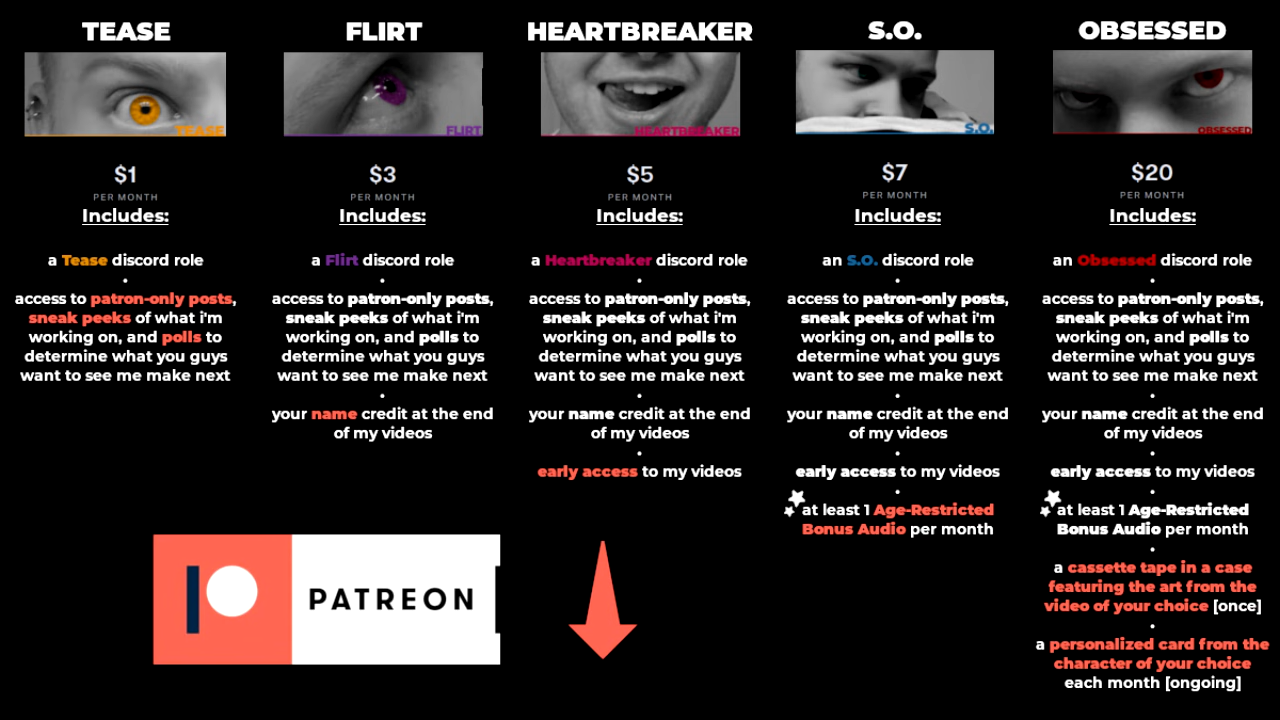 TEASE
TEASE
$1
PER MONTH
Includes:
a Tease discord role
•
access to patron-only posts,
sneak peeks of what i'm
working on, and polls to
determine what you guys
want to see me make next
FLIRT
FLIRT
$3
PER MONTH
Includes:
a Flirt discord role
•
access to patron-only posts,
sneak peeks of what i'm
working on, and polls to
determine what you guys
want to see me make next
•
your name credit at the end
of my videos
HEARTBREAKER
HEARTBREAKER
$5
PER MONTH
Includes:
a Heartbreaker discord role
•
access to patron-only posts,
sneak peeks of what i'm
working on, and polls to
determine what you guys
want to see me make next
•
your name credit at the end
of my videos
•
early access to my videos
S.O.
S.O.
$7
PER MONTH
Includes:
an S.O. discord role
•
access to patron-only posts,
sneak peeks of what i'm
working on, and polls to
determine what you guys
want to see me make next
•
your name credit at the end
of my videos
•
early access to my videos
•
at least 1 Age-Restricted
Bonus Audio per month
OBSESSED
OBSESSED
$20
PER MONTH
Includes:
an Obsessed discord role
•
access to patron-only posts,
sneak peeks of what i'm
working on, and polls to
determine what you guys
want to see me make next
•
your name credit at the end
of my videos
•
early access to my videos
•
at least 1 Age-Restricted
Bonus Audio per month
•
a cassette tape in a case
featuring the art from the
video of your choice [once]
•
a personalized card from the
character of your choice
each month [ongoing]
PATREON